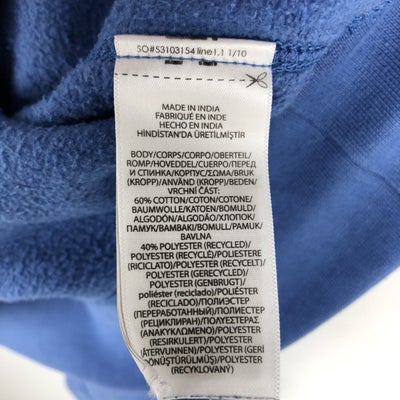 SO#53103154 line1.1 1/10
MADE IN INDIA
FABRIQUÉ EN INDE
HECHO EN INDIA
HİNDİSTAN'DA ÜRETİLMİŞTİR
BODY/CORPS/CORPO/OBERTEIL/
ROMP/HOVEDDEL/CUERPO/ПЕРЕД
И СПИНКА/КОРПУС/ΣΩΜΑ/BRUK
(KROPP)/ANVÄND (KROPP)/BEDEN/
VRCHNÍ ČÁST:
60% COTTON/COTON/COTONE/
BAUMWOLLE/KATOEN/BOMULD/
ALGODÓN/ALGODÃO/ХЛОПОК/
ΠΑΜΥΚ/BAMBAKI/BOMULL/PAMUK/
BAVLNA
40% POLYESTER (RECYCLED)/
POLYESTER (RECYCLÉ)/POLIESTERE
(RICICLATO)/POLYESTER (RECYCELT)/
POLYESTER (GERECYCLED)/
POLYESTER (GENBRUGT)/
poliéster (reciclado)/POLIÉSTER
(RECICLADO)/ПОЛИЭСТЕР
(ПЕРЕРАБОТАННЫЙ)/ПОЛИЕСТЕР
(РЕЦИКЛИРАН)/ΠΟΛΥΕΣΤΕΡΑΣ
(ΑΝΑΚΥΚΛΩΜΕΝΟ)/POLYESTER
(RESIRKULERT)/POLYESTER
(ÅTERVUNNEN)/POLYESTER (GERİ
DÖNÜŞTÜRÜLMÜŞ)/POLYESTER
(RECYKLOVANÝ)